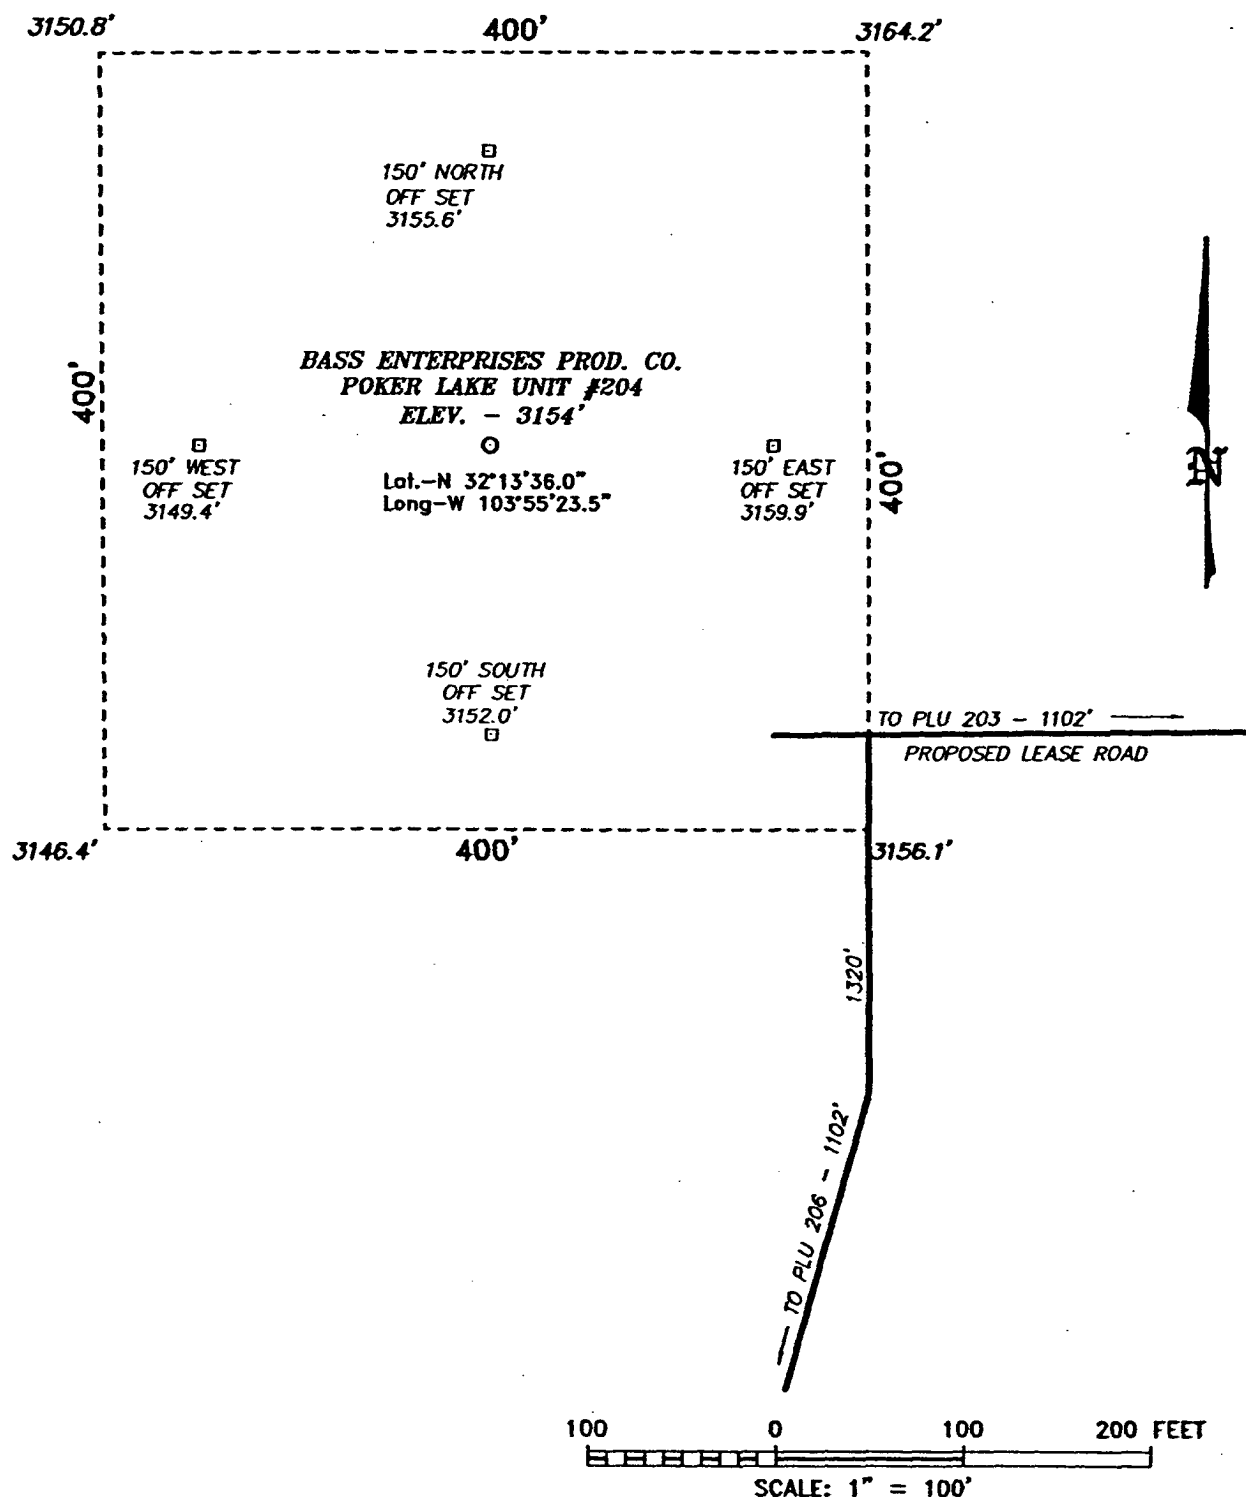 3150.8'
400'
3164.2'
150' NORTH
OFF SET
3155.6'
BASS ENTERPRISES PROD. CO.
POKER LAKE UNIT #204
ELEV. - 3154'
400'
150' WEST
OFF SET
3149.4'
Lat.-N 32°13'36.0"
Long-W 103°55'23.5"
150' EAST
OFF SET
3159.9'
400'
N
150' SOUTH
OFF SET
3152.0'
TO PLU 203 - 1102'
PROPOSED LEASE ROAD
3146.4'
400'
3156.1'
1320'
TO PLU 206 - 1102'
100 0 100 200 FEET
SCALE: 1" = 100'